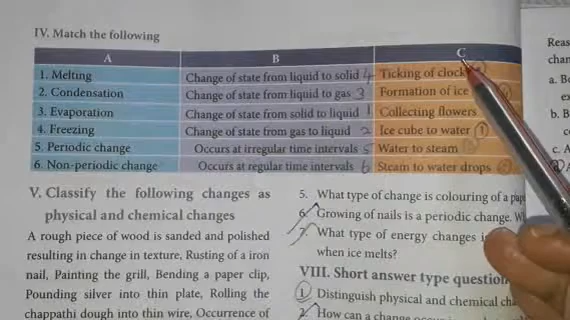 IV. Match the following
A B C
1. Melting Change of state from liquid to solid 4 Ticking of clock
2. Condensation Change of state from liquid to gas 3 Formation of ice
3. Evaporation Change of state from solid to liquid 1 Collecting flowers
4. Freezing Change of state from gas to liquid 2 Ice cube to water 1
5. Periodic change Occurs at irregular time intervals 5 Water to steam
6. Non-periodic change Occurs at regular time intervals 6 Steam to water drops
V. Classify the following changes as
physical and chemical changes
A rough piece of wood is sanded and polished
resulting in change in texture, Rusting of a iron
nail, Painting the grill, Bending a paper clip,
Pounding silver into thin plate, Rolling the
chappathi dough into thin wire, Occurrence of
5. What type of change is colouring of a
6. Growing of nails is a periodic change.
7. What type of energy changes
when ice melts?
VIII. Short answer type
1. Distinguish physical and chemical
2. How can a change
Reas
chan
a. B
b. B
c. A